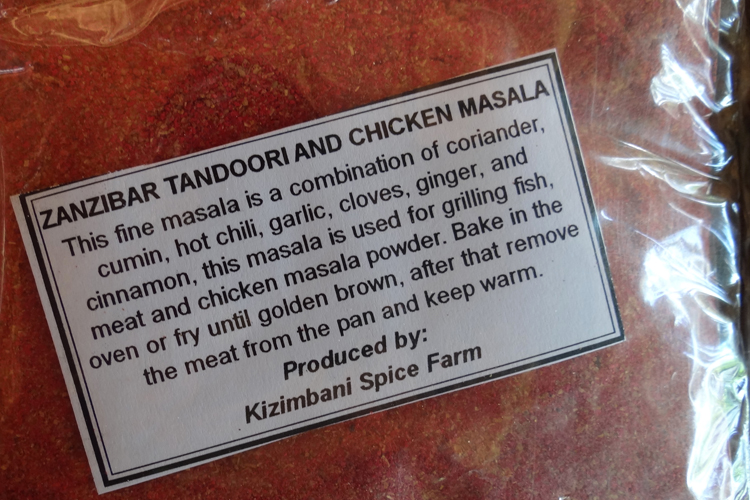 ZANZIBAR TANDOORI AND CHICKEN MASALA
This fine masala is a combination of coriander,
cumin, hot chili, garlic, cloves, ginger, and
cinnamon, this masala is used for grilling fish,
meat and chicken masala powder. Bake in the
oven or fry until golden brown, after that remove
the meat from the pan and keep warm.
Produced by:
Kizimbani Spice Farm